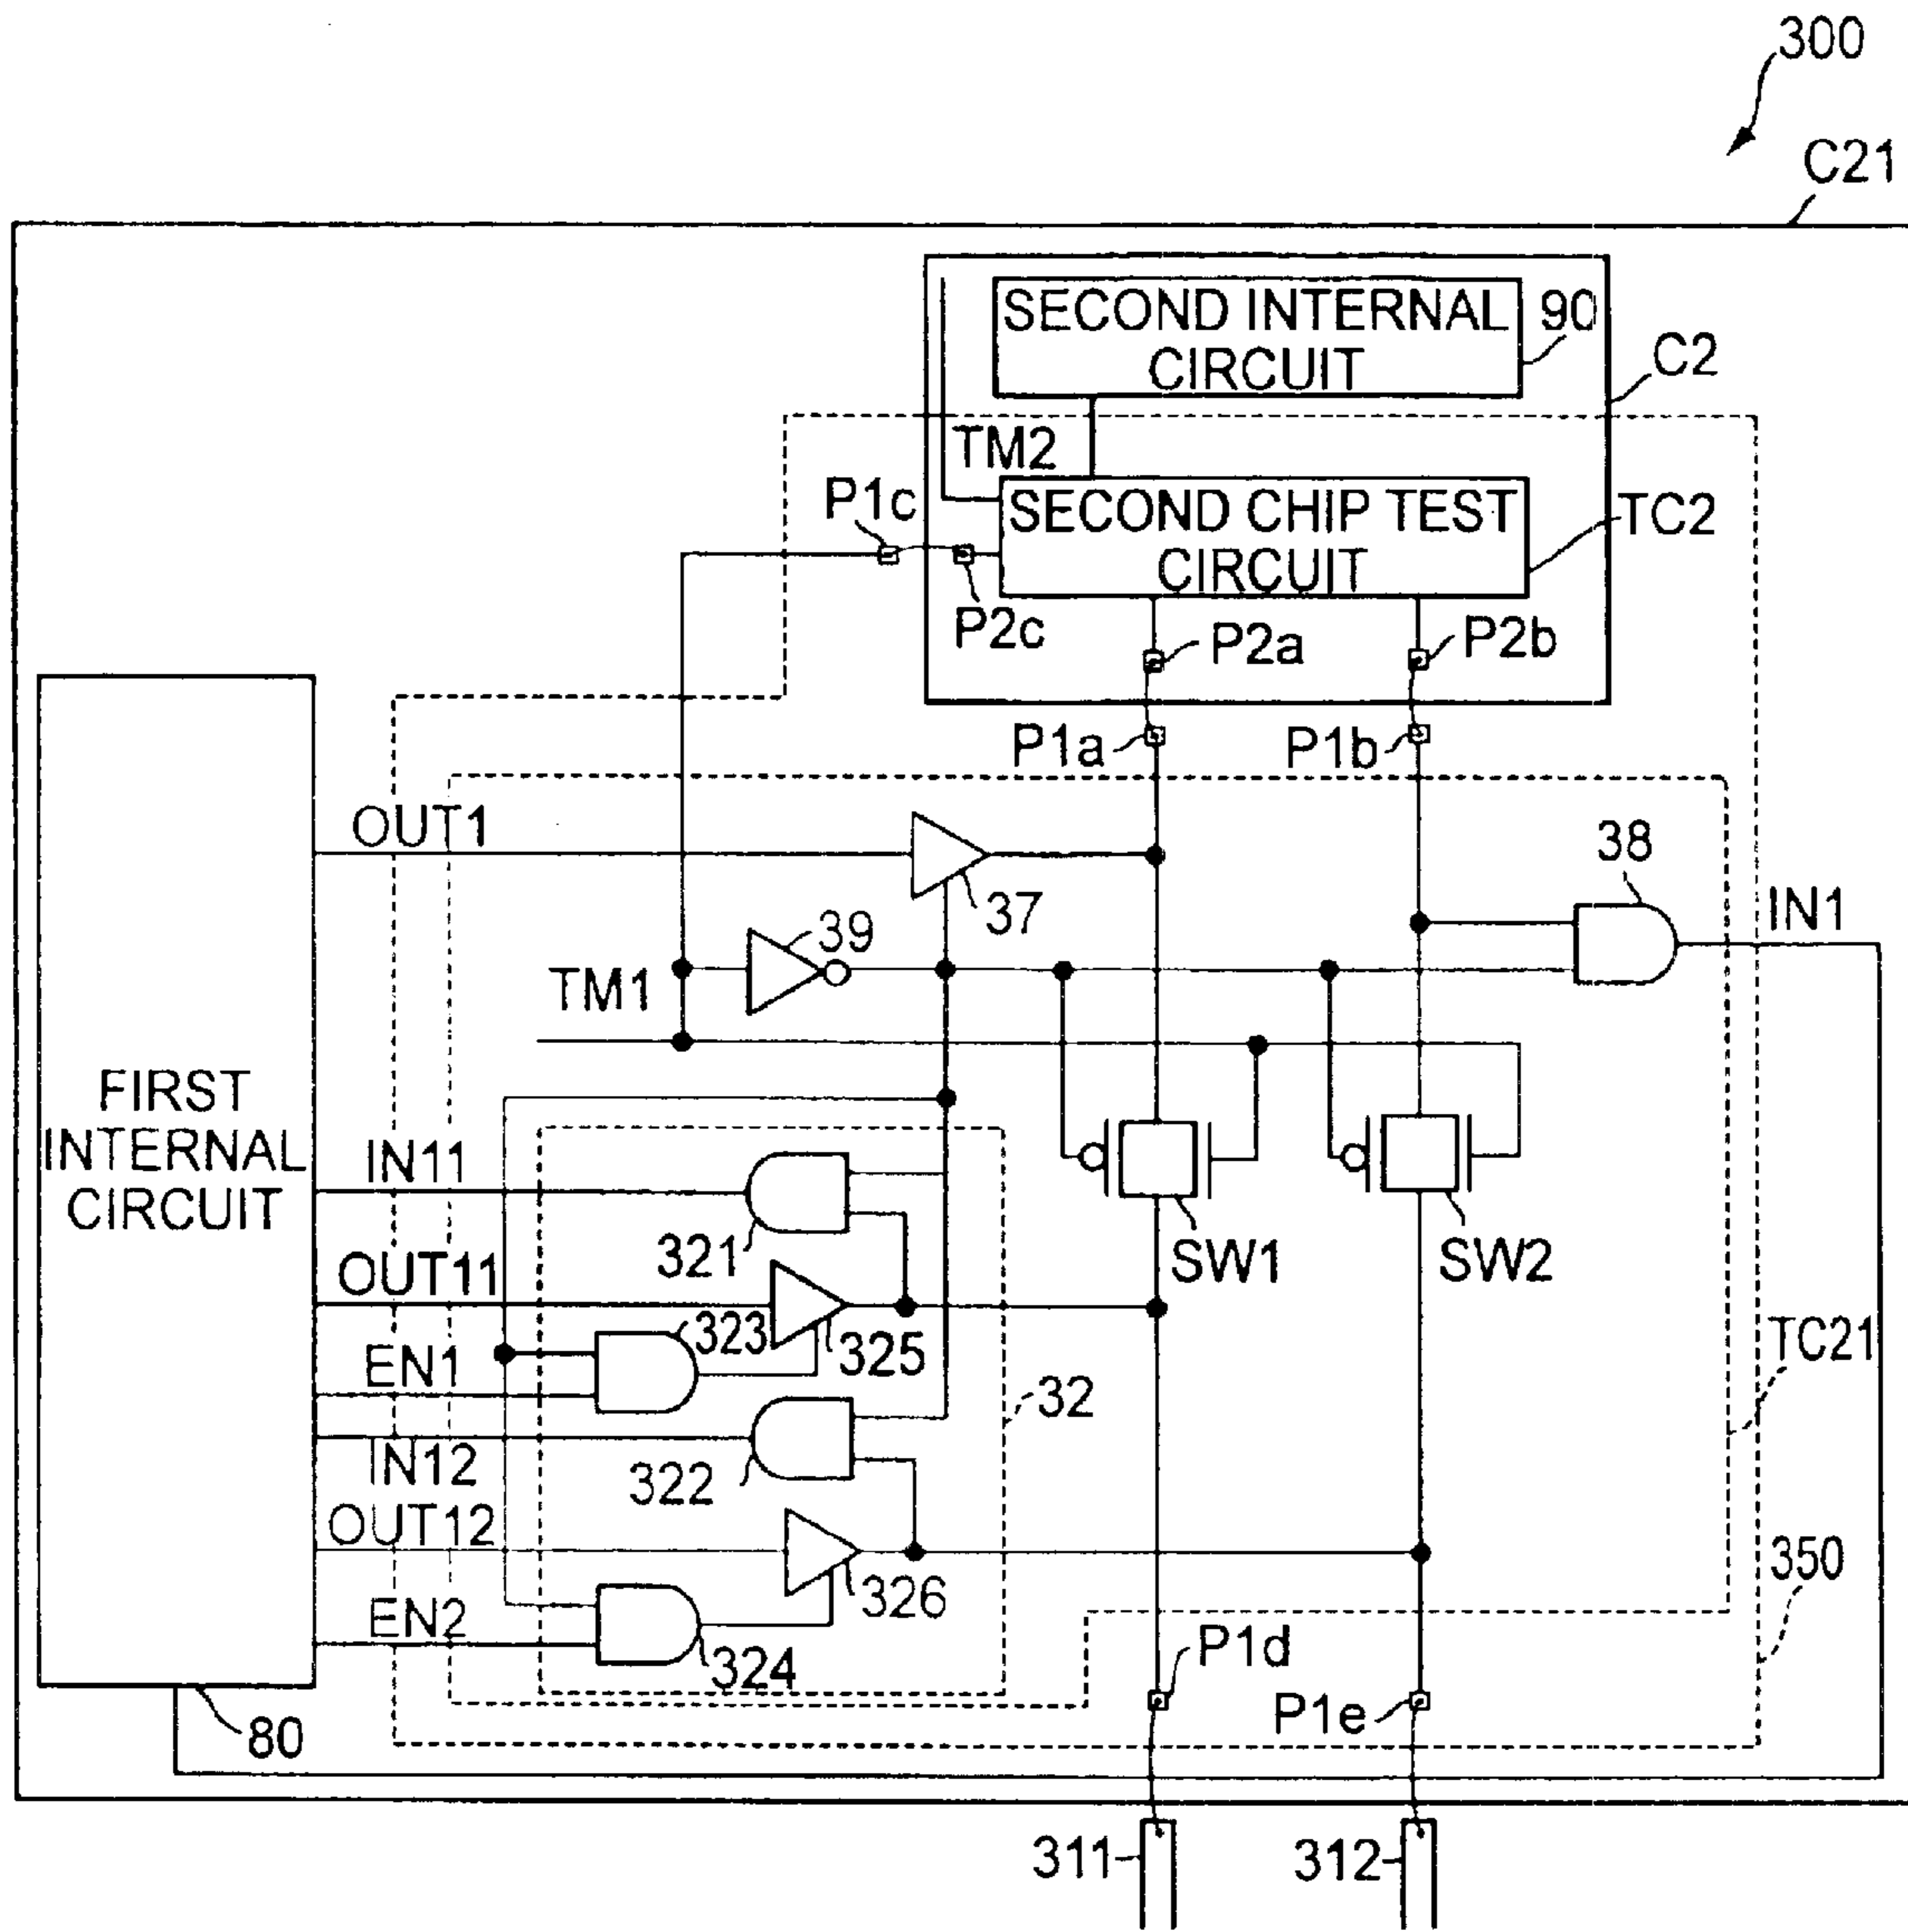 300
C21
SECOND INTERNAL
CIRCUIT
90
C2
TM2
P1c
SECOND CHIP TEST
CIRCUIT
TC2
P2c
P2a
P2b
P1a
P1b
OUT1
37
38
IN1
39
TM1
FIRST
INTERNAL
CIRCUIT
IN11
321
SW1
SW2
OUT11
323
325
TC21
EN1
32
IN12
322
OUT12
326
350
EN2
324
P1d
P1e
80
311
312